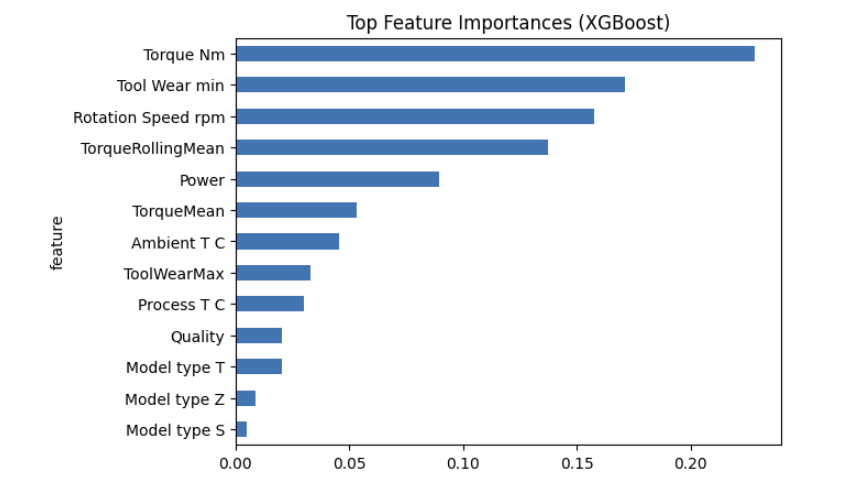 Top Feature Importances (XGBoost)
Torque Nm
Tool Wear min
Rotation Speed rpm
TorqueRollingMean
Power
TorqueMean
Ambient T C
ToolWearMax
Process T C
Quality
Model type T
Model type Z
Model type S
feature
0.00 0.05 0.10 0.15 0.20